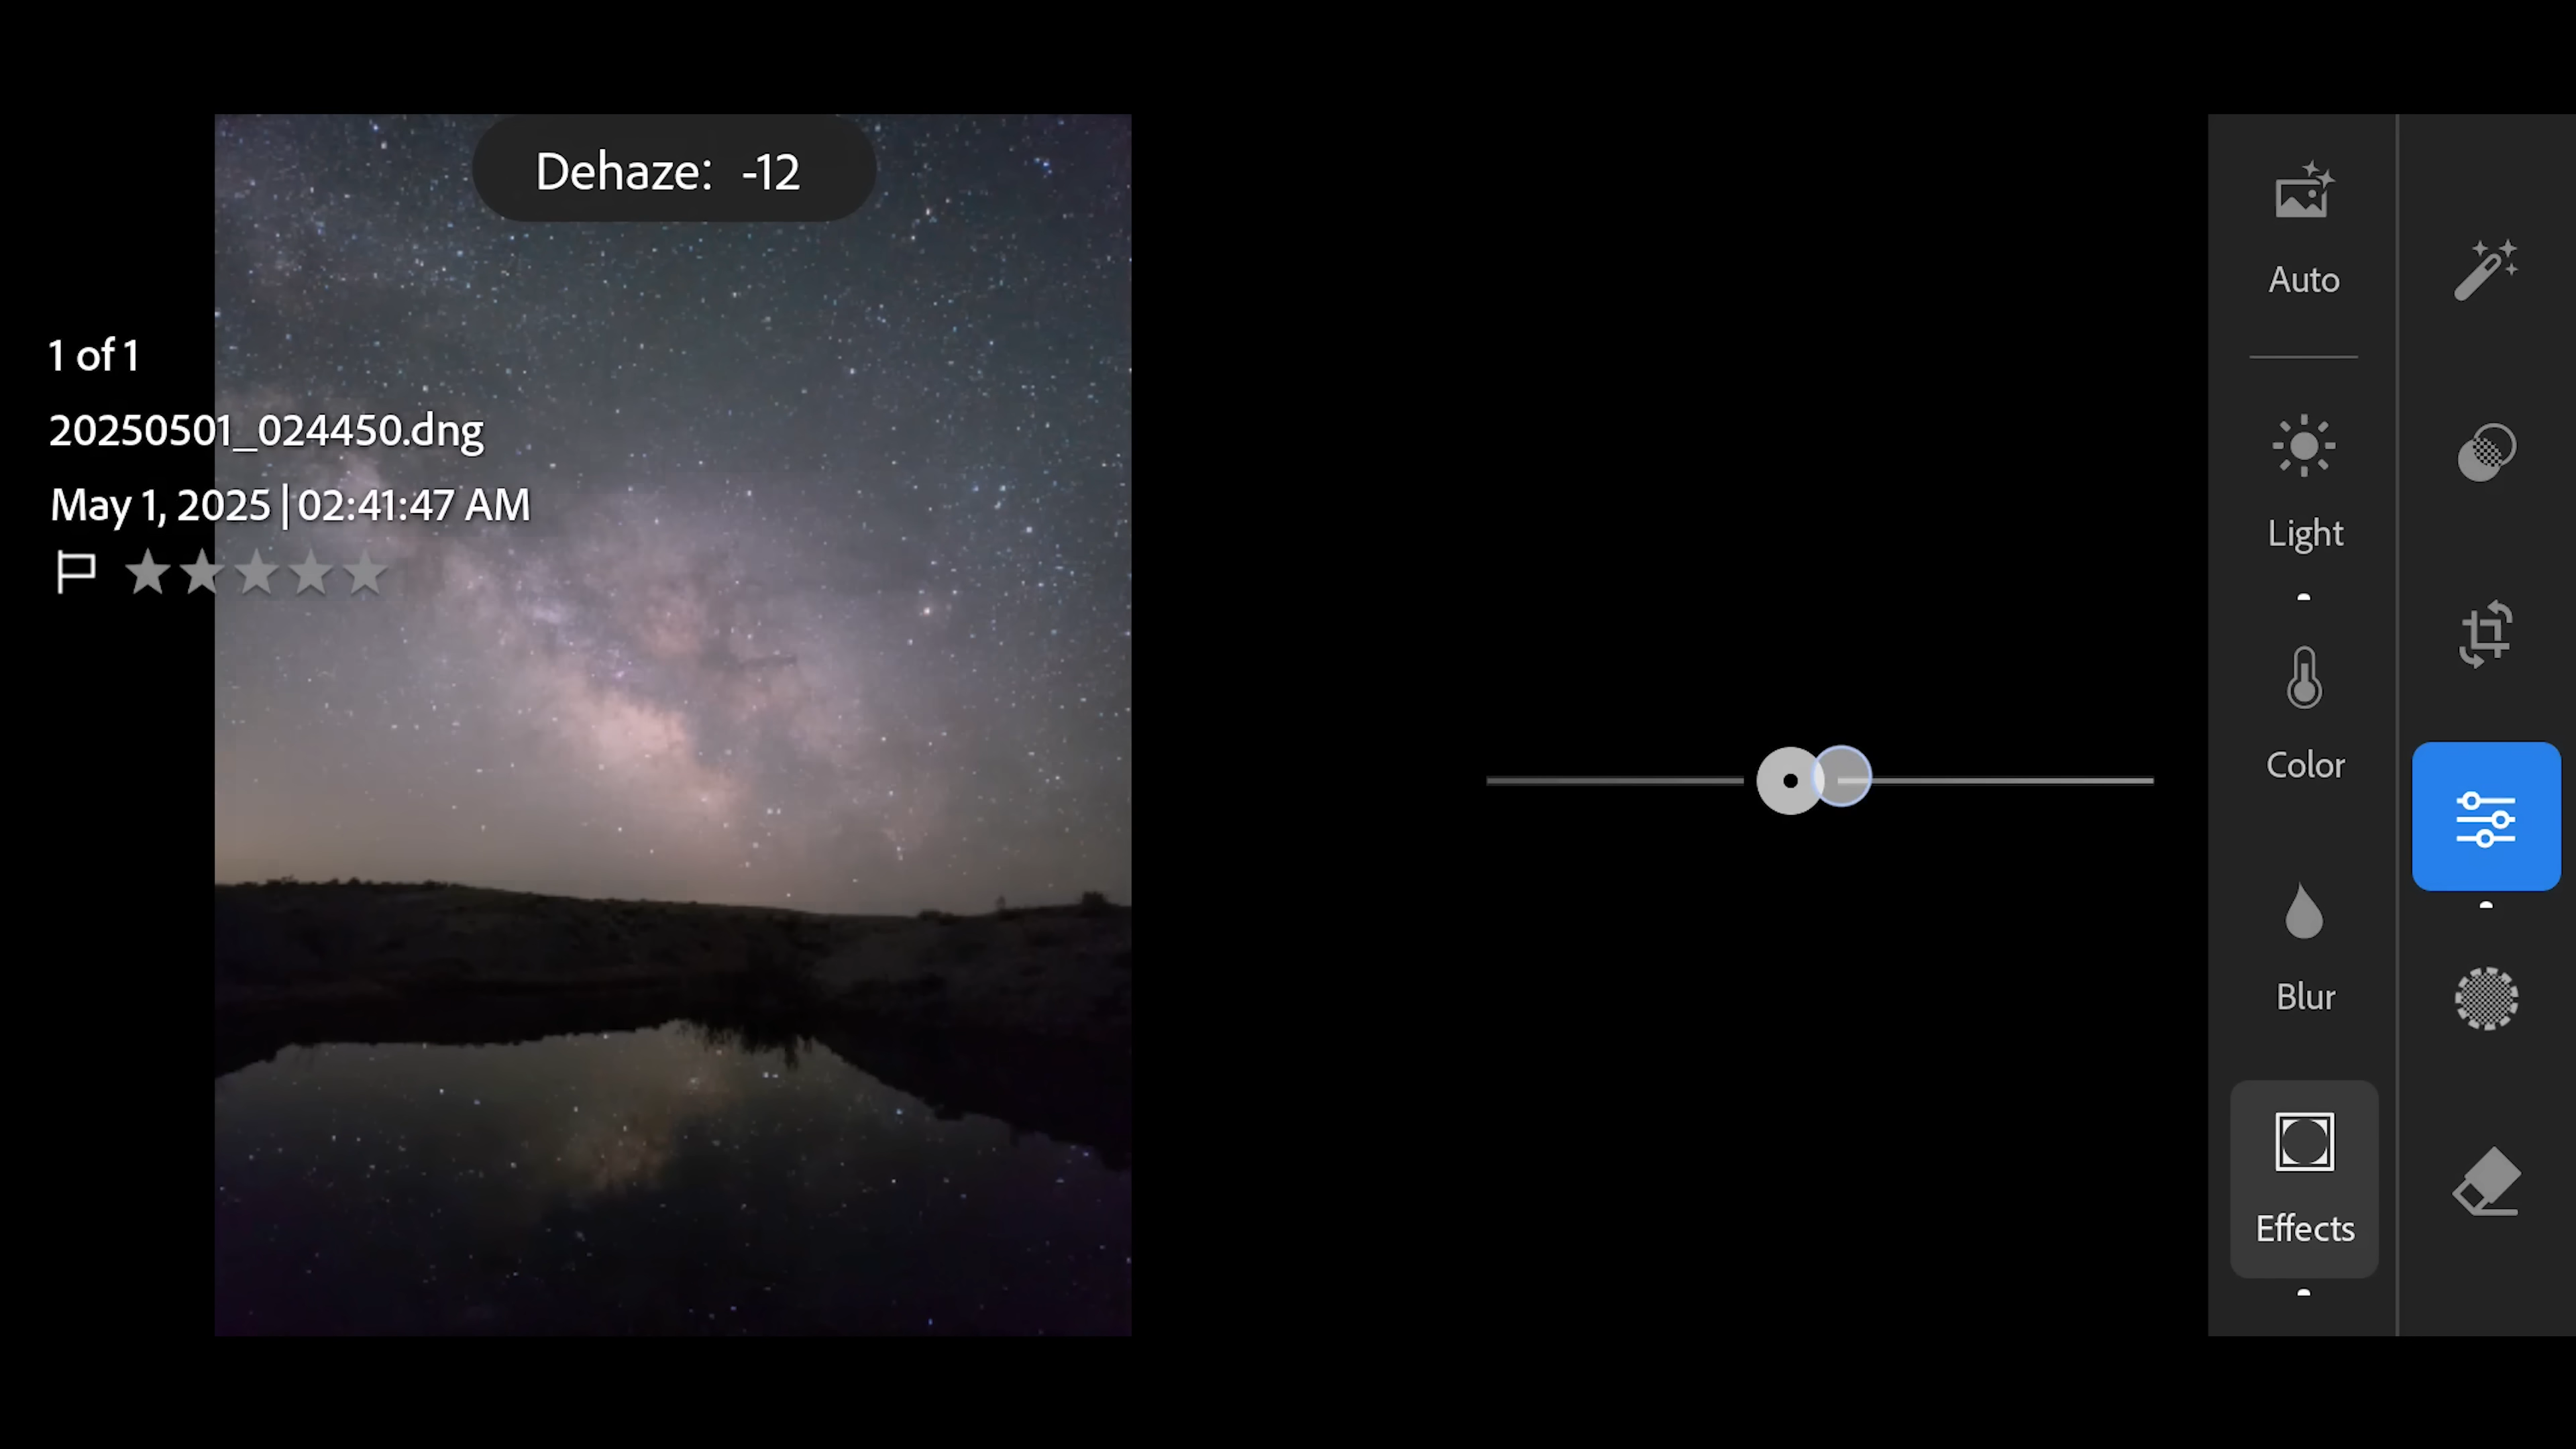 Dehaze: -12
1 of 1
20250501_024450.dng
May 1, 2025 | 02:41:47 AM
Auto
Light
Color
Blur
Effects